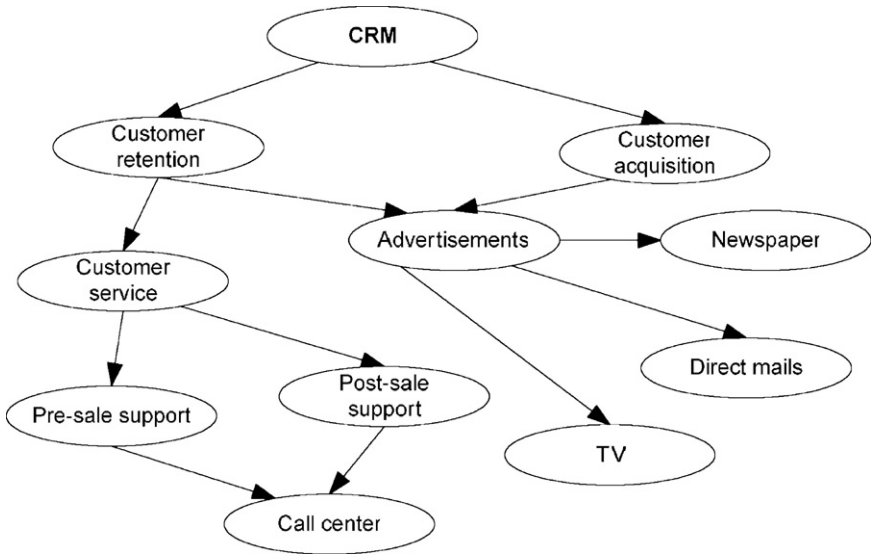 CRM
Customer
retention
Customer
acquisition
Advertisements
Newspaper
Customer
service
Direct mails
Post-sale
support
Pre-sale support
TV
Call center